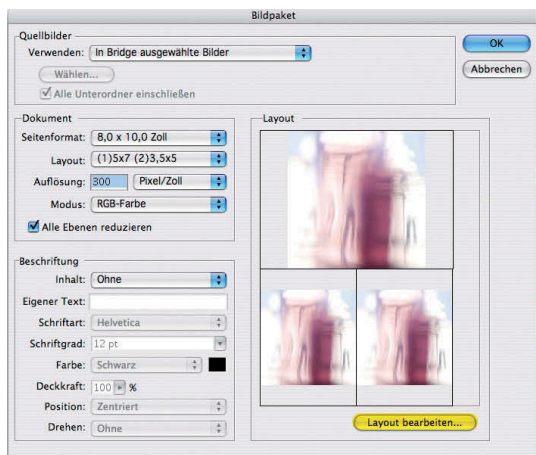 Bildpaket
Quellbilder
Verwenden: In Bridge ausgewählte Bilder
Wählen...
Alle Unterordner einschließen
OK
Abbrechen
Dokument
Seitenformat: 8,0 x 10,0 Zoll
Layout: (1)5x7 (2)3,5x5
Auflösung: 300 Pixel/Zoll
Modus: RGB-Farbe
Alle Ebenen reduzieren
Beschriftung
Inhalt: Ohne
Eigener Text:
Schriftart: Helvetica
Schriftgrad: 12 pt
Farbe: Schwarz
Deckkraft: 100 %
Position: Zentriert
Drehen: Ohne
Layout
Layout bearbeiten...